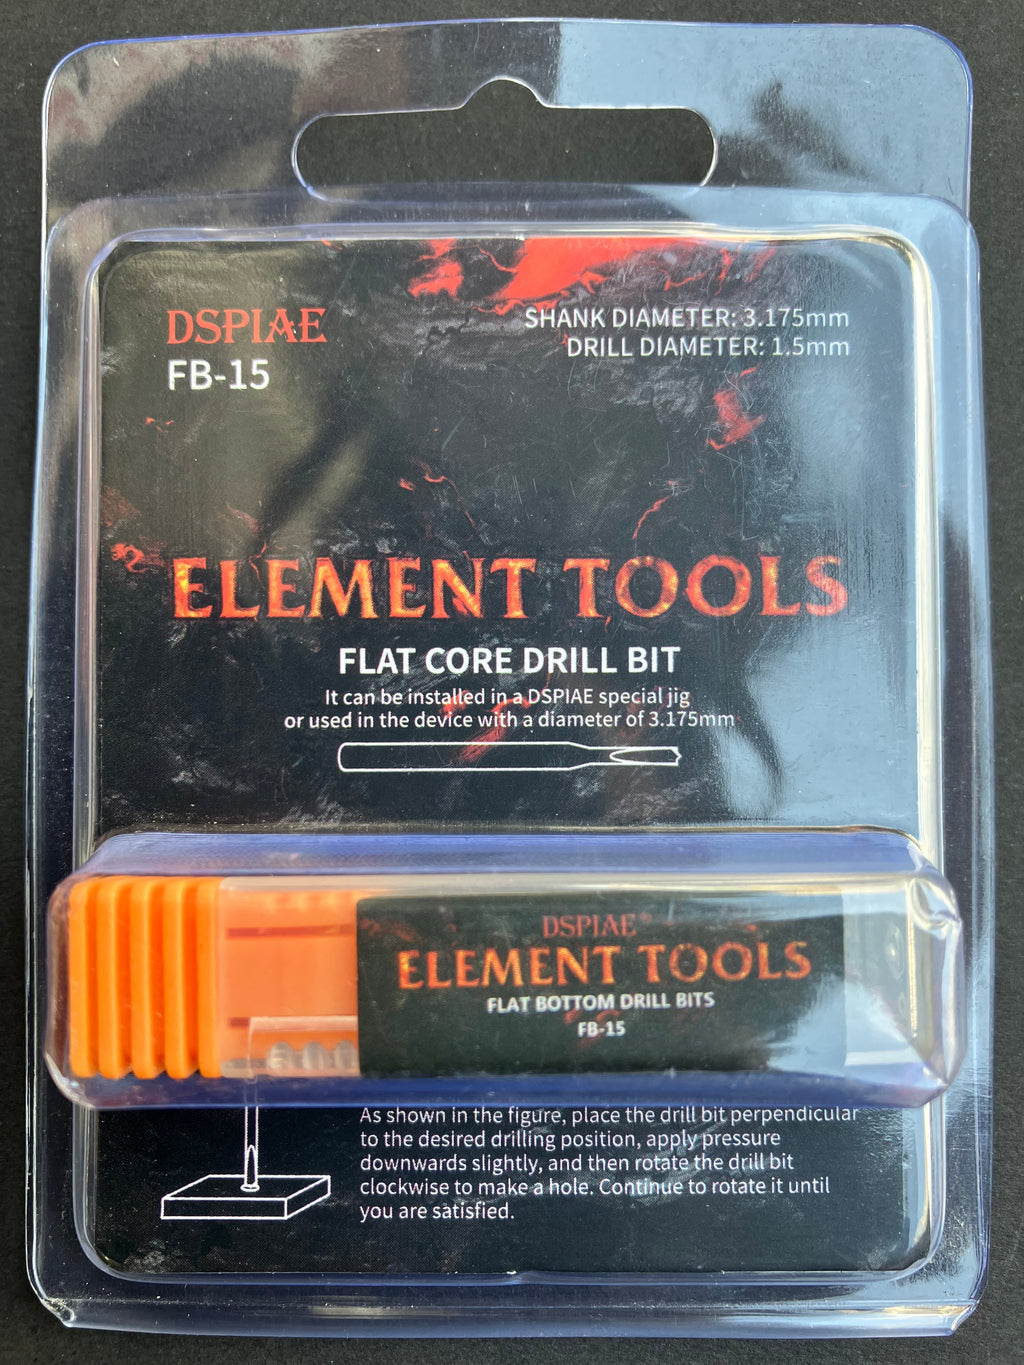 DSPIAE
FB-15
SHANK DIAMETER: 3.175mm
DRILL DIAMETER: 1.5mm
ELEMENT TOOLS
FLAT CORE DRILL BIT
It can be installed in a DSPIAE special jig
or used in the device with a diameter of 3.175mm
DSPIAE®
ELEMENT TOOLS
FLAT BOTTOM DRILL BITS
FB-15
As shown in the figure, place the drill bit perpendicular
to the desired drilling position, apply pressure
downwards slightly, and then rotate the drill bit
clockwise to make a hole. Continue to rotate it until
you are satisfied.